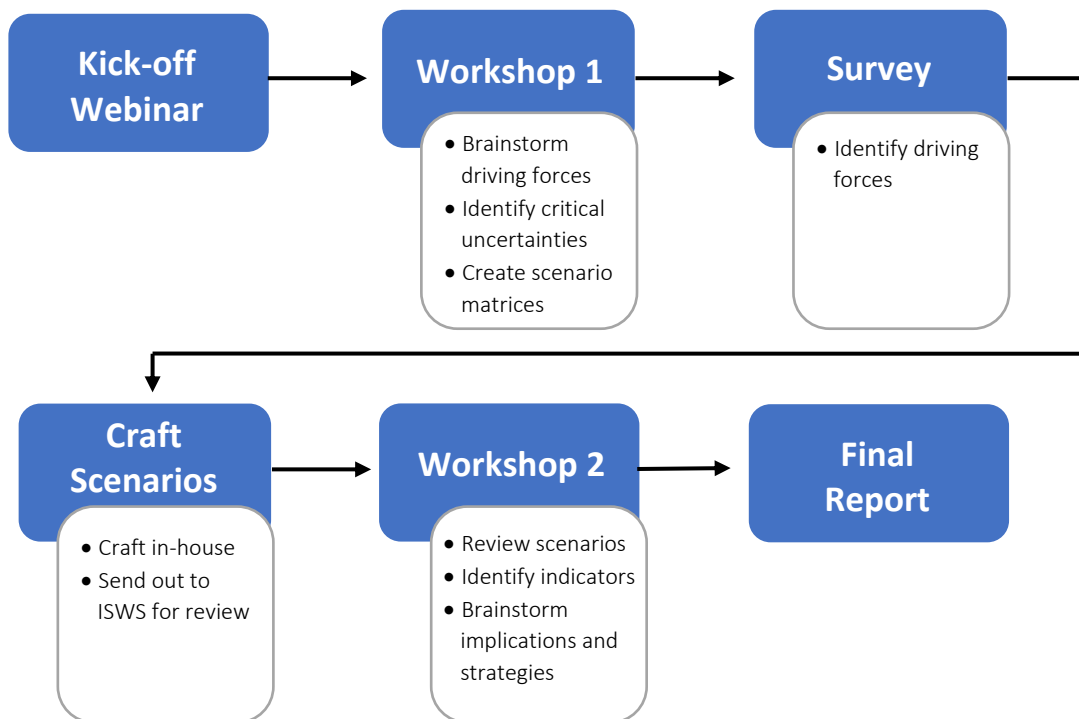 Kick-off
Webinar
Workshop 1
• Brainstorm
driving forces
• Identify critical
uncertainties
• Create scenario
matrices
Survey
• Identify driving
forces
Craft
Scenarios
• Craft in-house
• Send out to
ISWS for review
Workshop 2
• Review scenarios
• Identify indicators
• Brainstorm
implications and
strategies
Final
Report